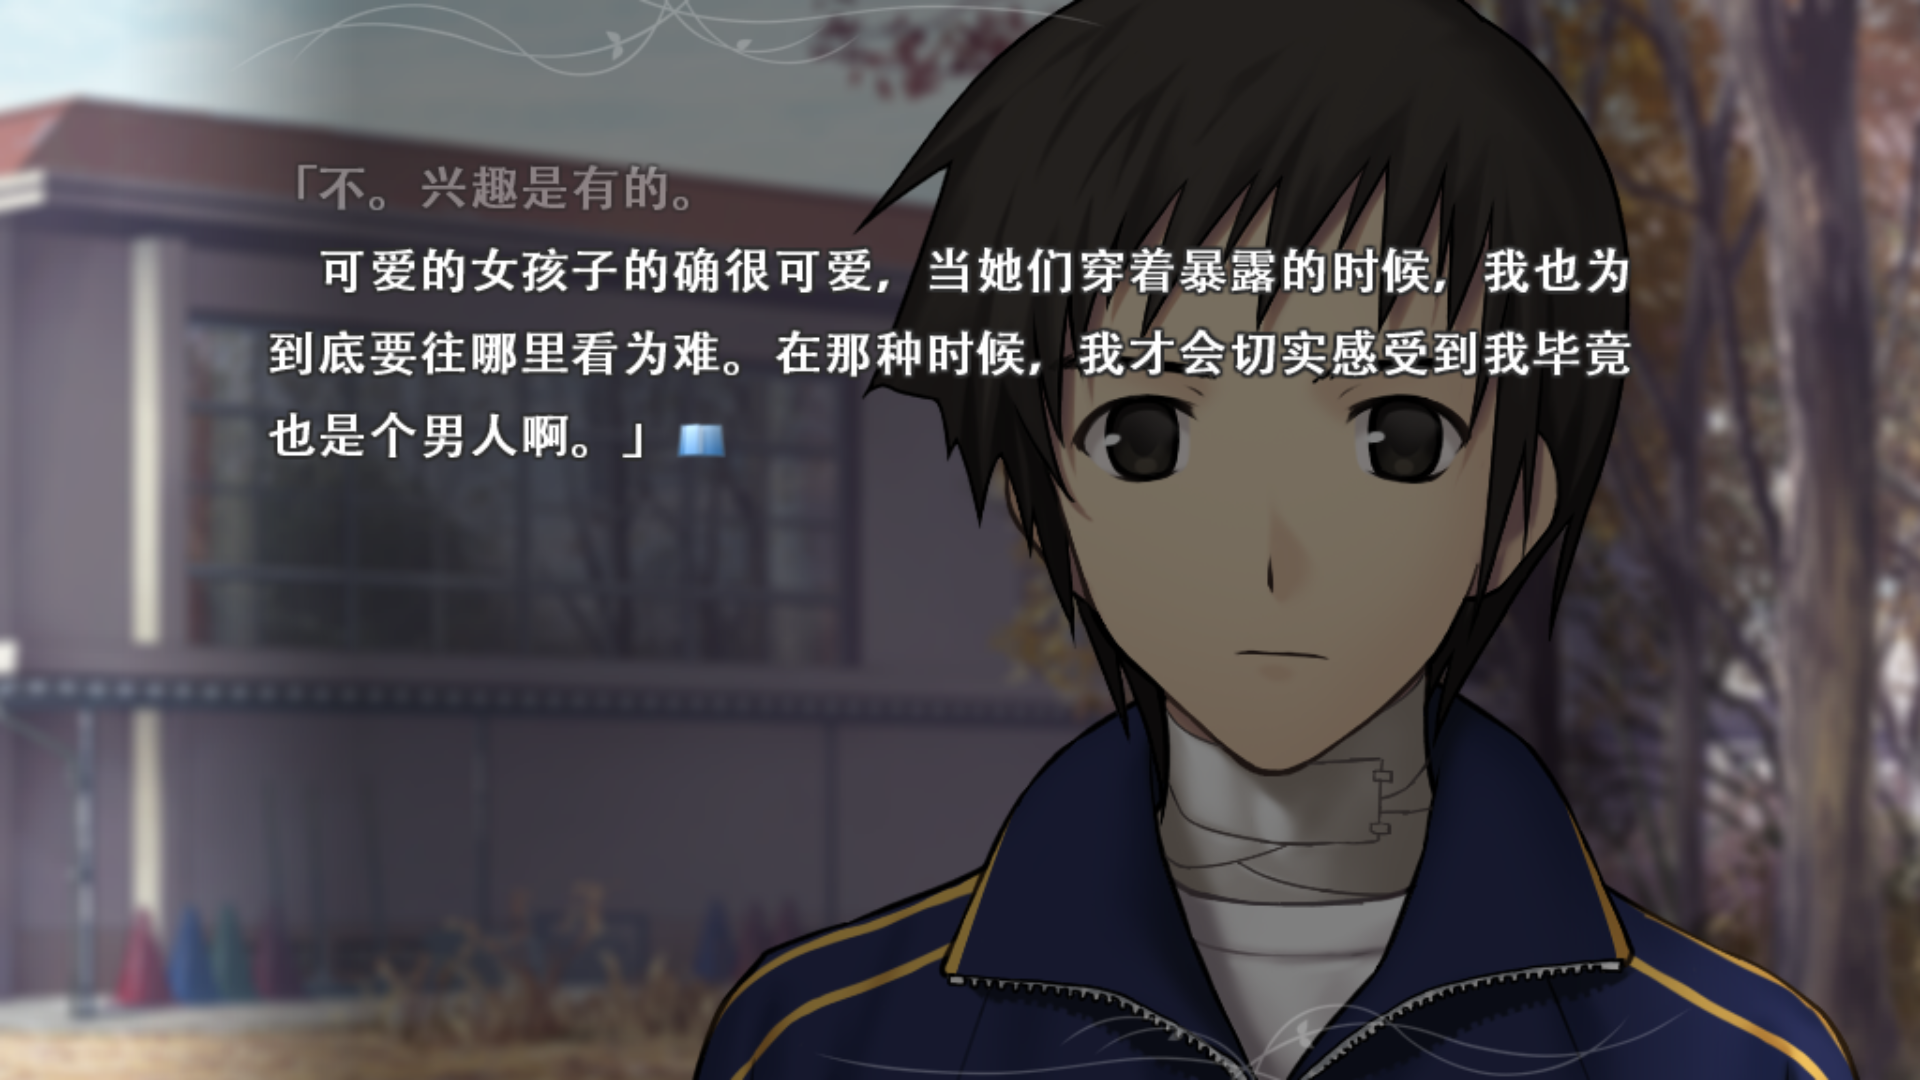 「不。兴趣是有的。
可爱的女孩子的确很可爱，当她们穿着暴露的时候，我也为
到底要往哪里看为难。在那种时候，我才会切实感受到我毕竟
也是个男人啊。」